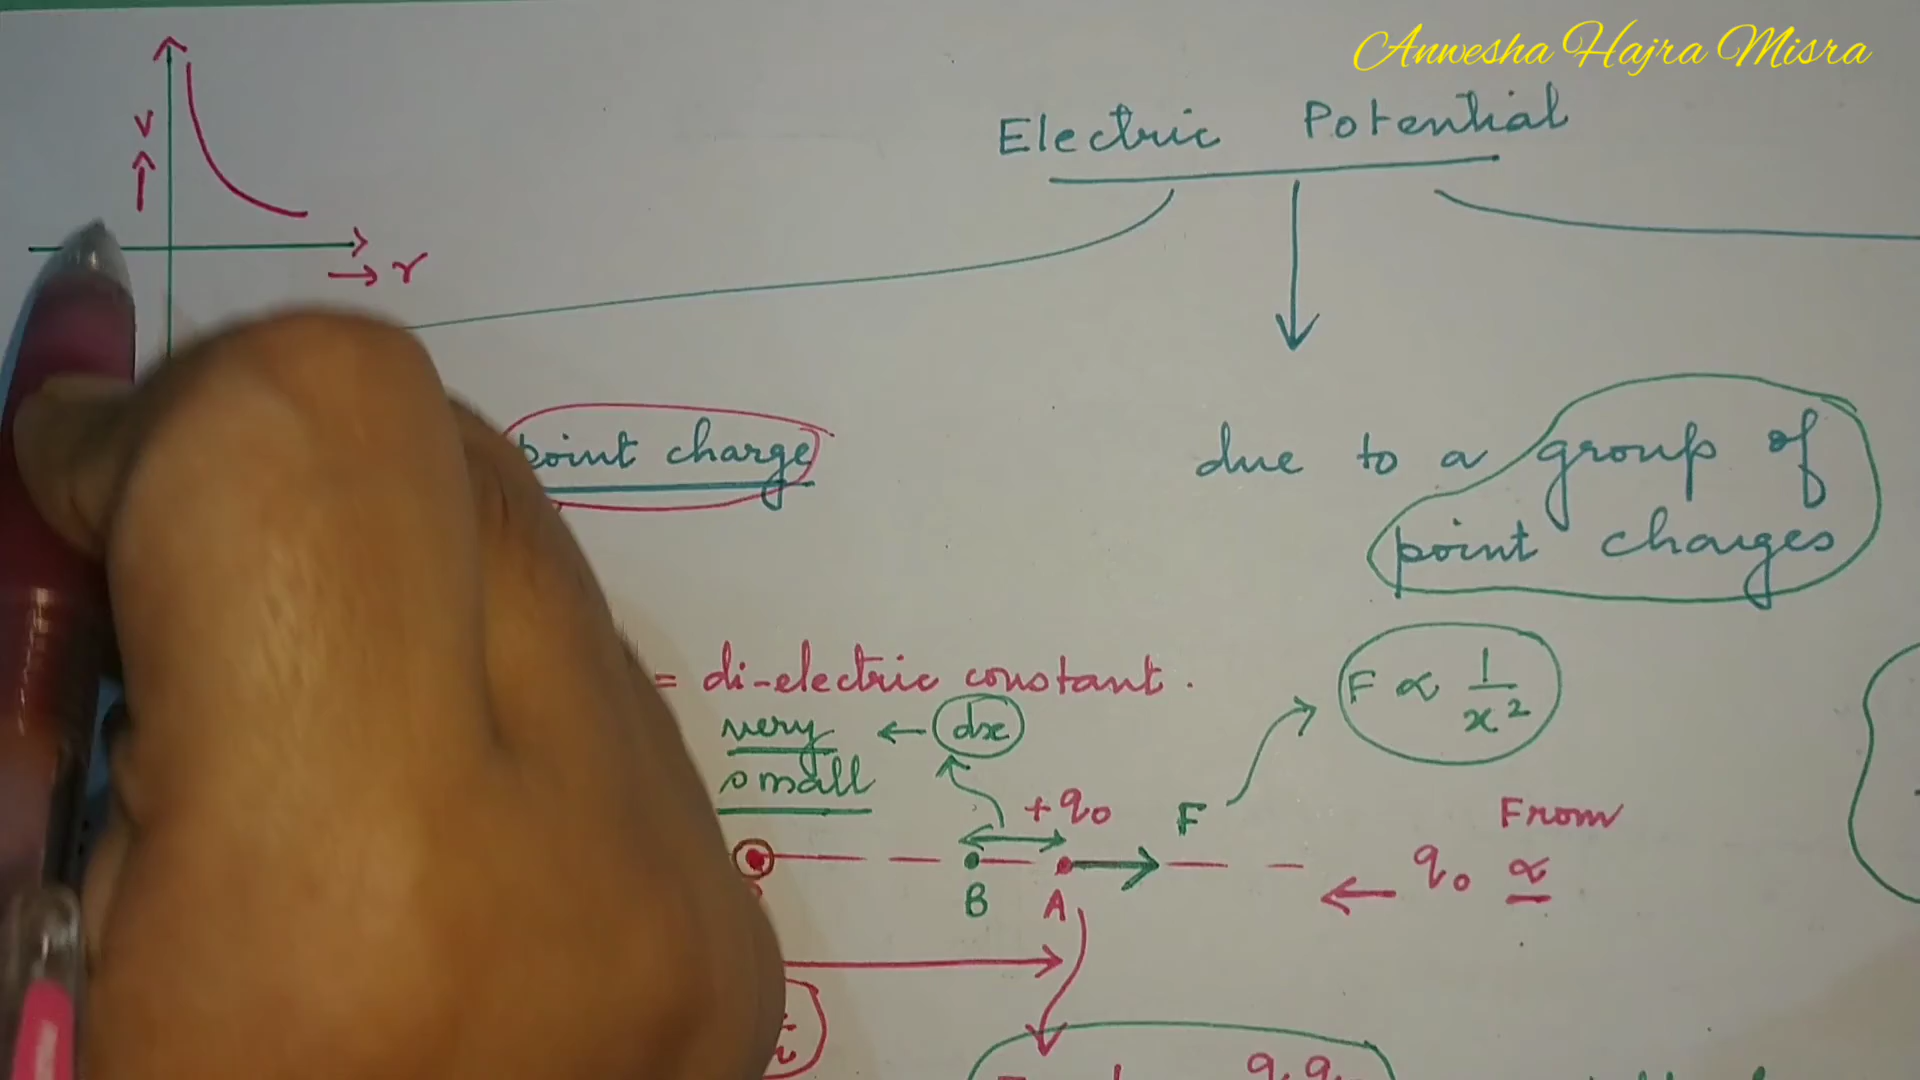 Anwesha Hajra Misra
Electric Potential
V
r
point charge
due to a group of
point charges
= di-electric constant.
very ← dx
small
F ∝ 1/x²
+q₀
F
From
q₀ ∝
B
A